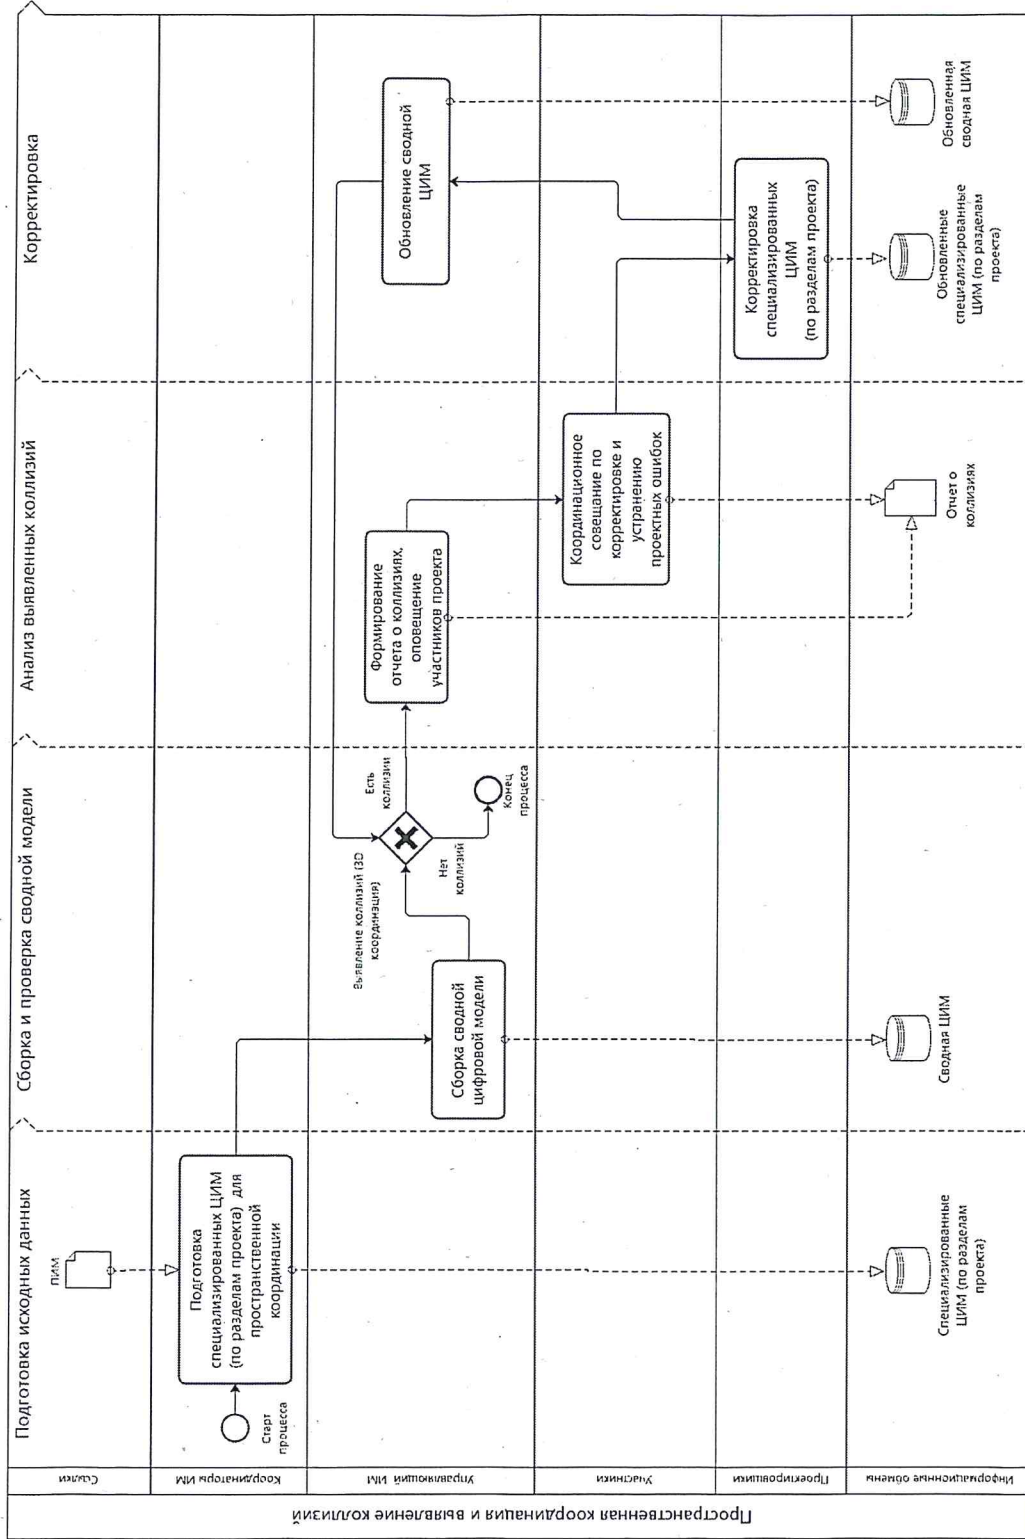 Пространственная координация и выявление коллизий
Подготовка исходных данных
Сборка и проверка сводной модели
Анализ выявленных коллизий
Корректировка
Ссылки
ПИМ
Координаторы ИМ
Старт
процесса
Подготовка
специализированных ЦИМ
(по разделам проекта) для
пространственной
координации
Управляющий ИМ
Сборка сводной
цифровой модели
Выявление коллизий (3D
координация)
Есть
коллизии
Нет
коллизий
Конец
процесса
Формирование
отчета о коллизиях,
оповещение
участников проекта
Обновление сводной
ЦИМ
Участники
Координационное
совещание по
корректировке и
устранению
проектных ошибок
Проектировщики
Корректировка
специализированных
ЦИМ
(по разделам проекта)
Информационные обмены
Специализированные
ЦИМ (по разделам
проекта)
Сводная ЦИМ
Отчет о
коллизиях
Обновленные
специализированные
ЦИМ (по разделам
проекта)
Обновленная
сводная ЦИМ